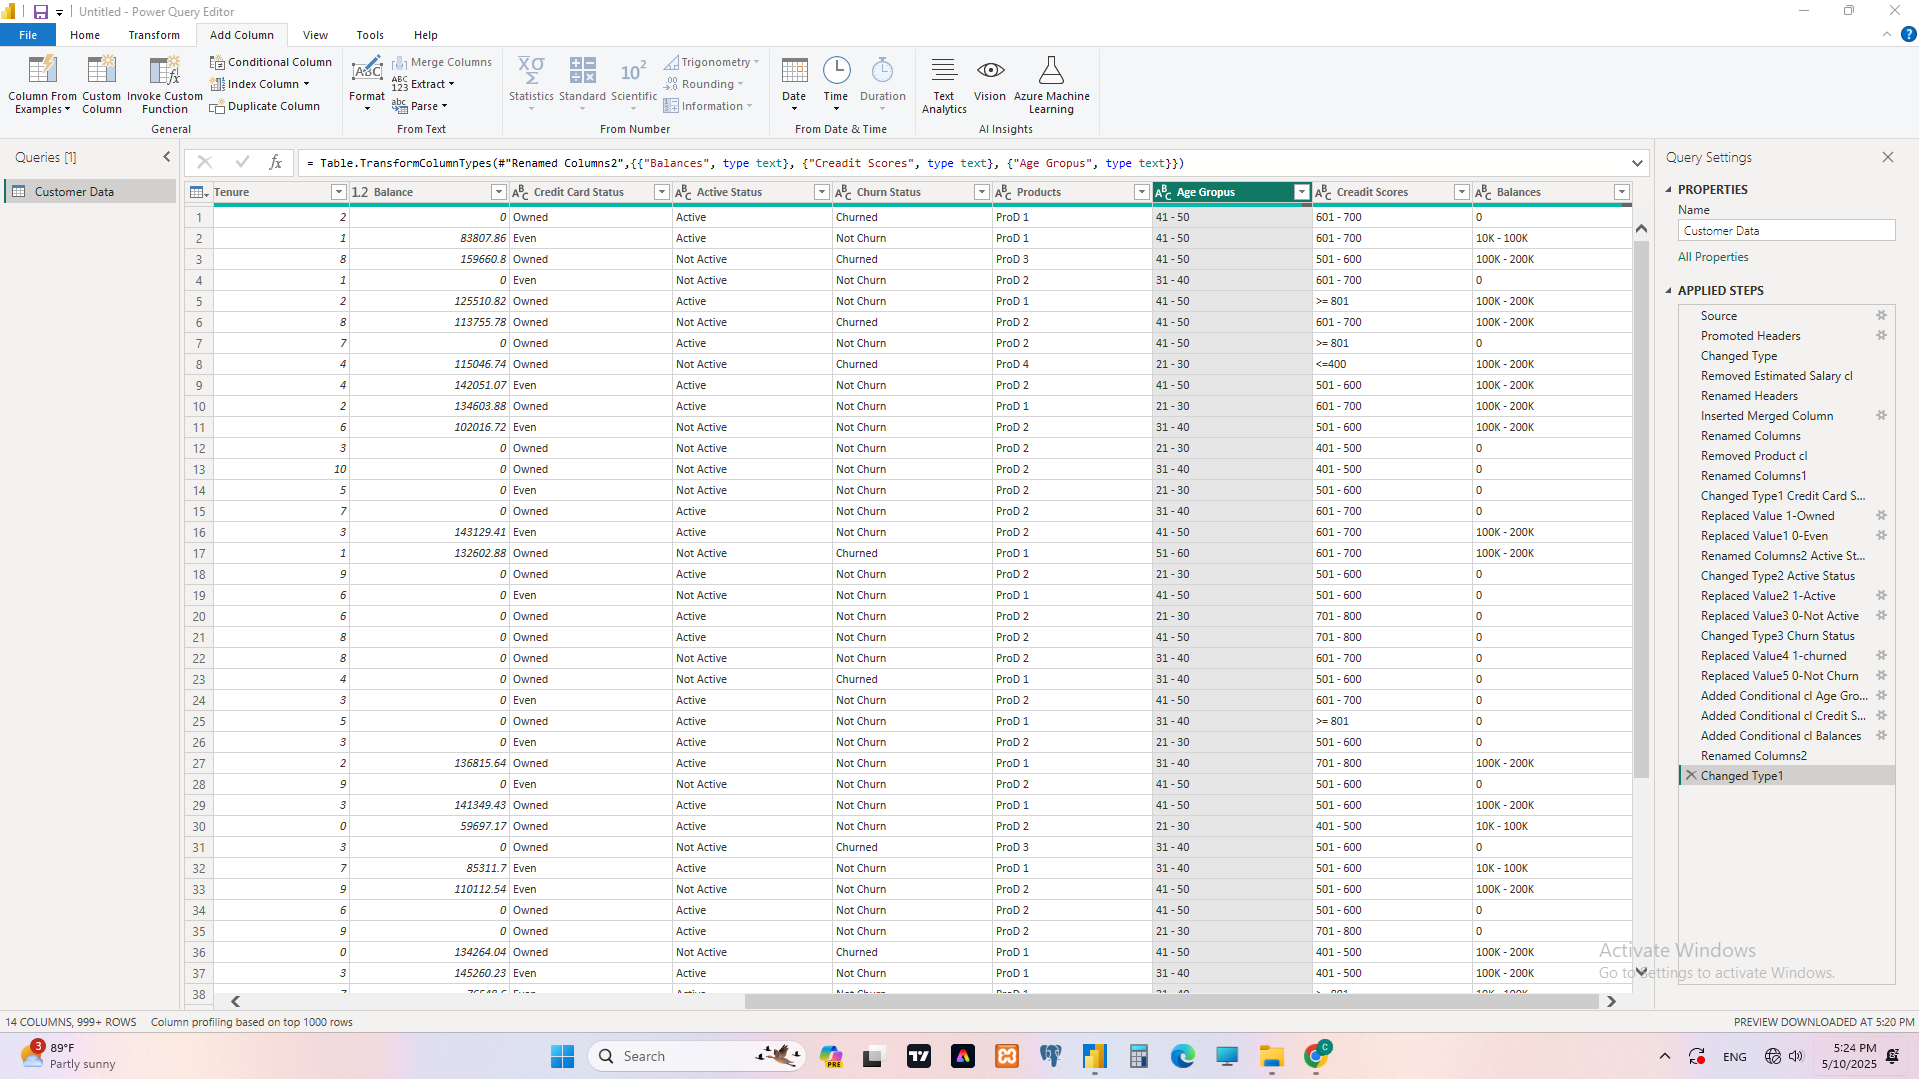 Untitled - Power Query Editor
File Home Transform Add Column View Tools Help
Column From Examples
Custom Column
Invoke Custom Function
Conditional Column
Index Column
Duplicate Column
General
Format
Merge Columns
Extract
Parse
From Text
Statistics
Standard
Scientific
Trigonometry
Rounding
Information
From Number
Date
Time
Duration
From Date & Time
Text Analytics
Vision
Azure Machine Learning
AI Insights
Queries [1]
Customer Data
= Table.TransformColumnTypes(#"Renamed Columns2",{{"Balances", type text}, {"Creadit Scores", type text}, {"Age Gropus", type text}})
Tenure 1.2 Balance Credit Card Status Active Status Churn Status Products Age Gropus Creadit Scores Balances
1 2 0 Owned Active Churned ProD 1 41 - 50 601 - 700 0
2 1 83807.86 Even Active Not Churn ProD 1 41 - 50 601 - 700 10K - 100K
3 8 159660.8 Owned Not Active Churned ProD 3 41 - 50 501 - 600 100K - 200K
4 1 0 Even Not Active Not Churn ProD 2 31 - 40 601 - 700 0
5 2 125510.82 Owned Active Not Churn ProD 1 41 - 50 >= 801 100K - 200K
6 8 113755.78 Owned Not Active Churned ProD 2 41 - 50 601 - 700 100K - 200K
7 7 0 Owned Active Not Churn ProD 2 41 - 50 >= 801 0
8 4 115046.74 Owned Not Active Churned ProD 4 21 - 30 <=400 100K - 200K
9 4 142051.07 Even Active Not Churn ProD 2 41 - 50 501 - 600 100K - 200K
10 2 134603.88 Owned Active Not Churn ProD 1 21 - 30 601 - 700 100K - 200K
11 6 102016.72 Even Not Active Not Churn ProD 2 31 - 40 501 - 600 100K - 200K
12 3 0 Owned Not Active Not Churn ProD 2 21 - 30 401 - 500 0
13 10 0 Owned Not Active Not Churn ProD 2 31 - 40 401 - 500 0
14 5 0 Even Not Active Not Churn ProD 2 21 - 30 501 - 600 0
15 7 0 Owned Active Not Churn ProD 2 31 - 40 601 - 700 0
16 3 143129.41 Even Active Not Churn ProD 2 41 - 50 601 - 700 100K - 200K
17 1 132602.88 Owned Not Active Churned ProD 1 51 - 60 601 - 700 100K - 200K
18 9 0 Owned Active Not Churn ProD 2 21 - 30 501 - 600 0
19 6 0 Even Not Active Not Churn ProD 1 41 - 50 501 - 600 0
20 6 0 Owned Active Not Churn ProD 2 21 - 30 701 - 800 0
21 8 0 Owned Active Not Churn ProD 2 41 - 50 701 - 800 0
22 8 0 Owned Not Active Not Churn ProD 2 31 - 40 601 - 700 0
23 4 0 Owned Not Active Churned ProD 1 31 - 40 501 - 600 0
24 3 0 Even Active Not Churn ProD 2 41 - 50 601 - 700 0
25 5 0 Owned Active Not Churn ProD 1 31 - 40 >= 801 0
26 3 0 Even Active Not Churn ProD 2 21 - 30 501 - 600 0
27 2 136815.64 Owned Active Not Churn ProD 1 31 - 40 701 - 800 100K - 200K
28 9 0 Even Not Active Not Churn ProD 2 41 - 50 501 - 600 0
29 3 141349.43 Owned Active Not Churn ProD 1 41 - 50 501 - 600 100K - 200K
30 0 59697.17 Owned Active Not Churn ProD 2 21 - 30 401 - 500 10K - 100K
31 3 0 Owned Not Active Churned ProD 3 31 - 40 501 - 600 0
32 7 85311.7 Even Active Not Churn ProD 1 31 - 40 501 - 600 10K - 100K
33 9 110112.54 Even Not Active Not Churn ProD 2 41 - 50 501 - 600 100K - 200K
34 6 0 Owned Active Not Churn ProD 2 41 - 50 501 - 600 0
35 9 0 Owned Active Not Churn ProD 2 21 - 30 701 - 800 0
36 0 134264.04 Owned Not Active Churned ProD 1 41 - 50 401 - 500 100K - 200K
37 3 145260.23 Even Active Not Churn ProD 1 31 - 40 401 - 500 100K - 200K
38
Query Settings
PROPERTIES
Name
Customer Data
All Properties
APPLIED STEPS
Source
Promoted Headers
Changed Type
Removed Estimated Salary cl
Renamed Headers
Inserted Merged Column
Renamed Columns
Removed Product cl
Renamed Columns1
Changed Type1 Credit Card S...
Replaced Value 1-Owned
Replaced Value1 0-Even
Renamed Columns2 Active St...
Changed Type2 Active Status
Replaced Value2 1-Active
Replaced Value3 0-Not Active
Changed Type3 Churn Status
Replaced Value4 1-churned
Replaced Value5 0-Not Churn
Added Conditional cl Age Gro...
Added Conditional cl Credit S...
Added Conditional cl Balances
Renamed Columns2
Changed Type1
Activate Windows
Go to Settings to activate Windows.
14 COLUMNS, 999+ ROWS Column profiling based on top 1000 rows
PREVIEW DOWNLOADED AT 5:20 PM
3
89°F
Partly sunny
Search
PRE
C
ENG
5:24 PM
5/10/2025